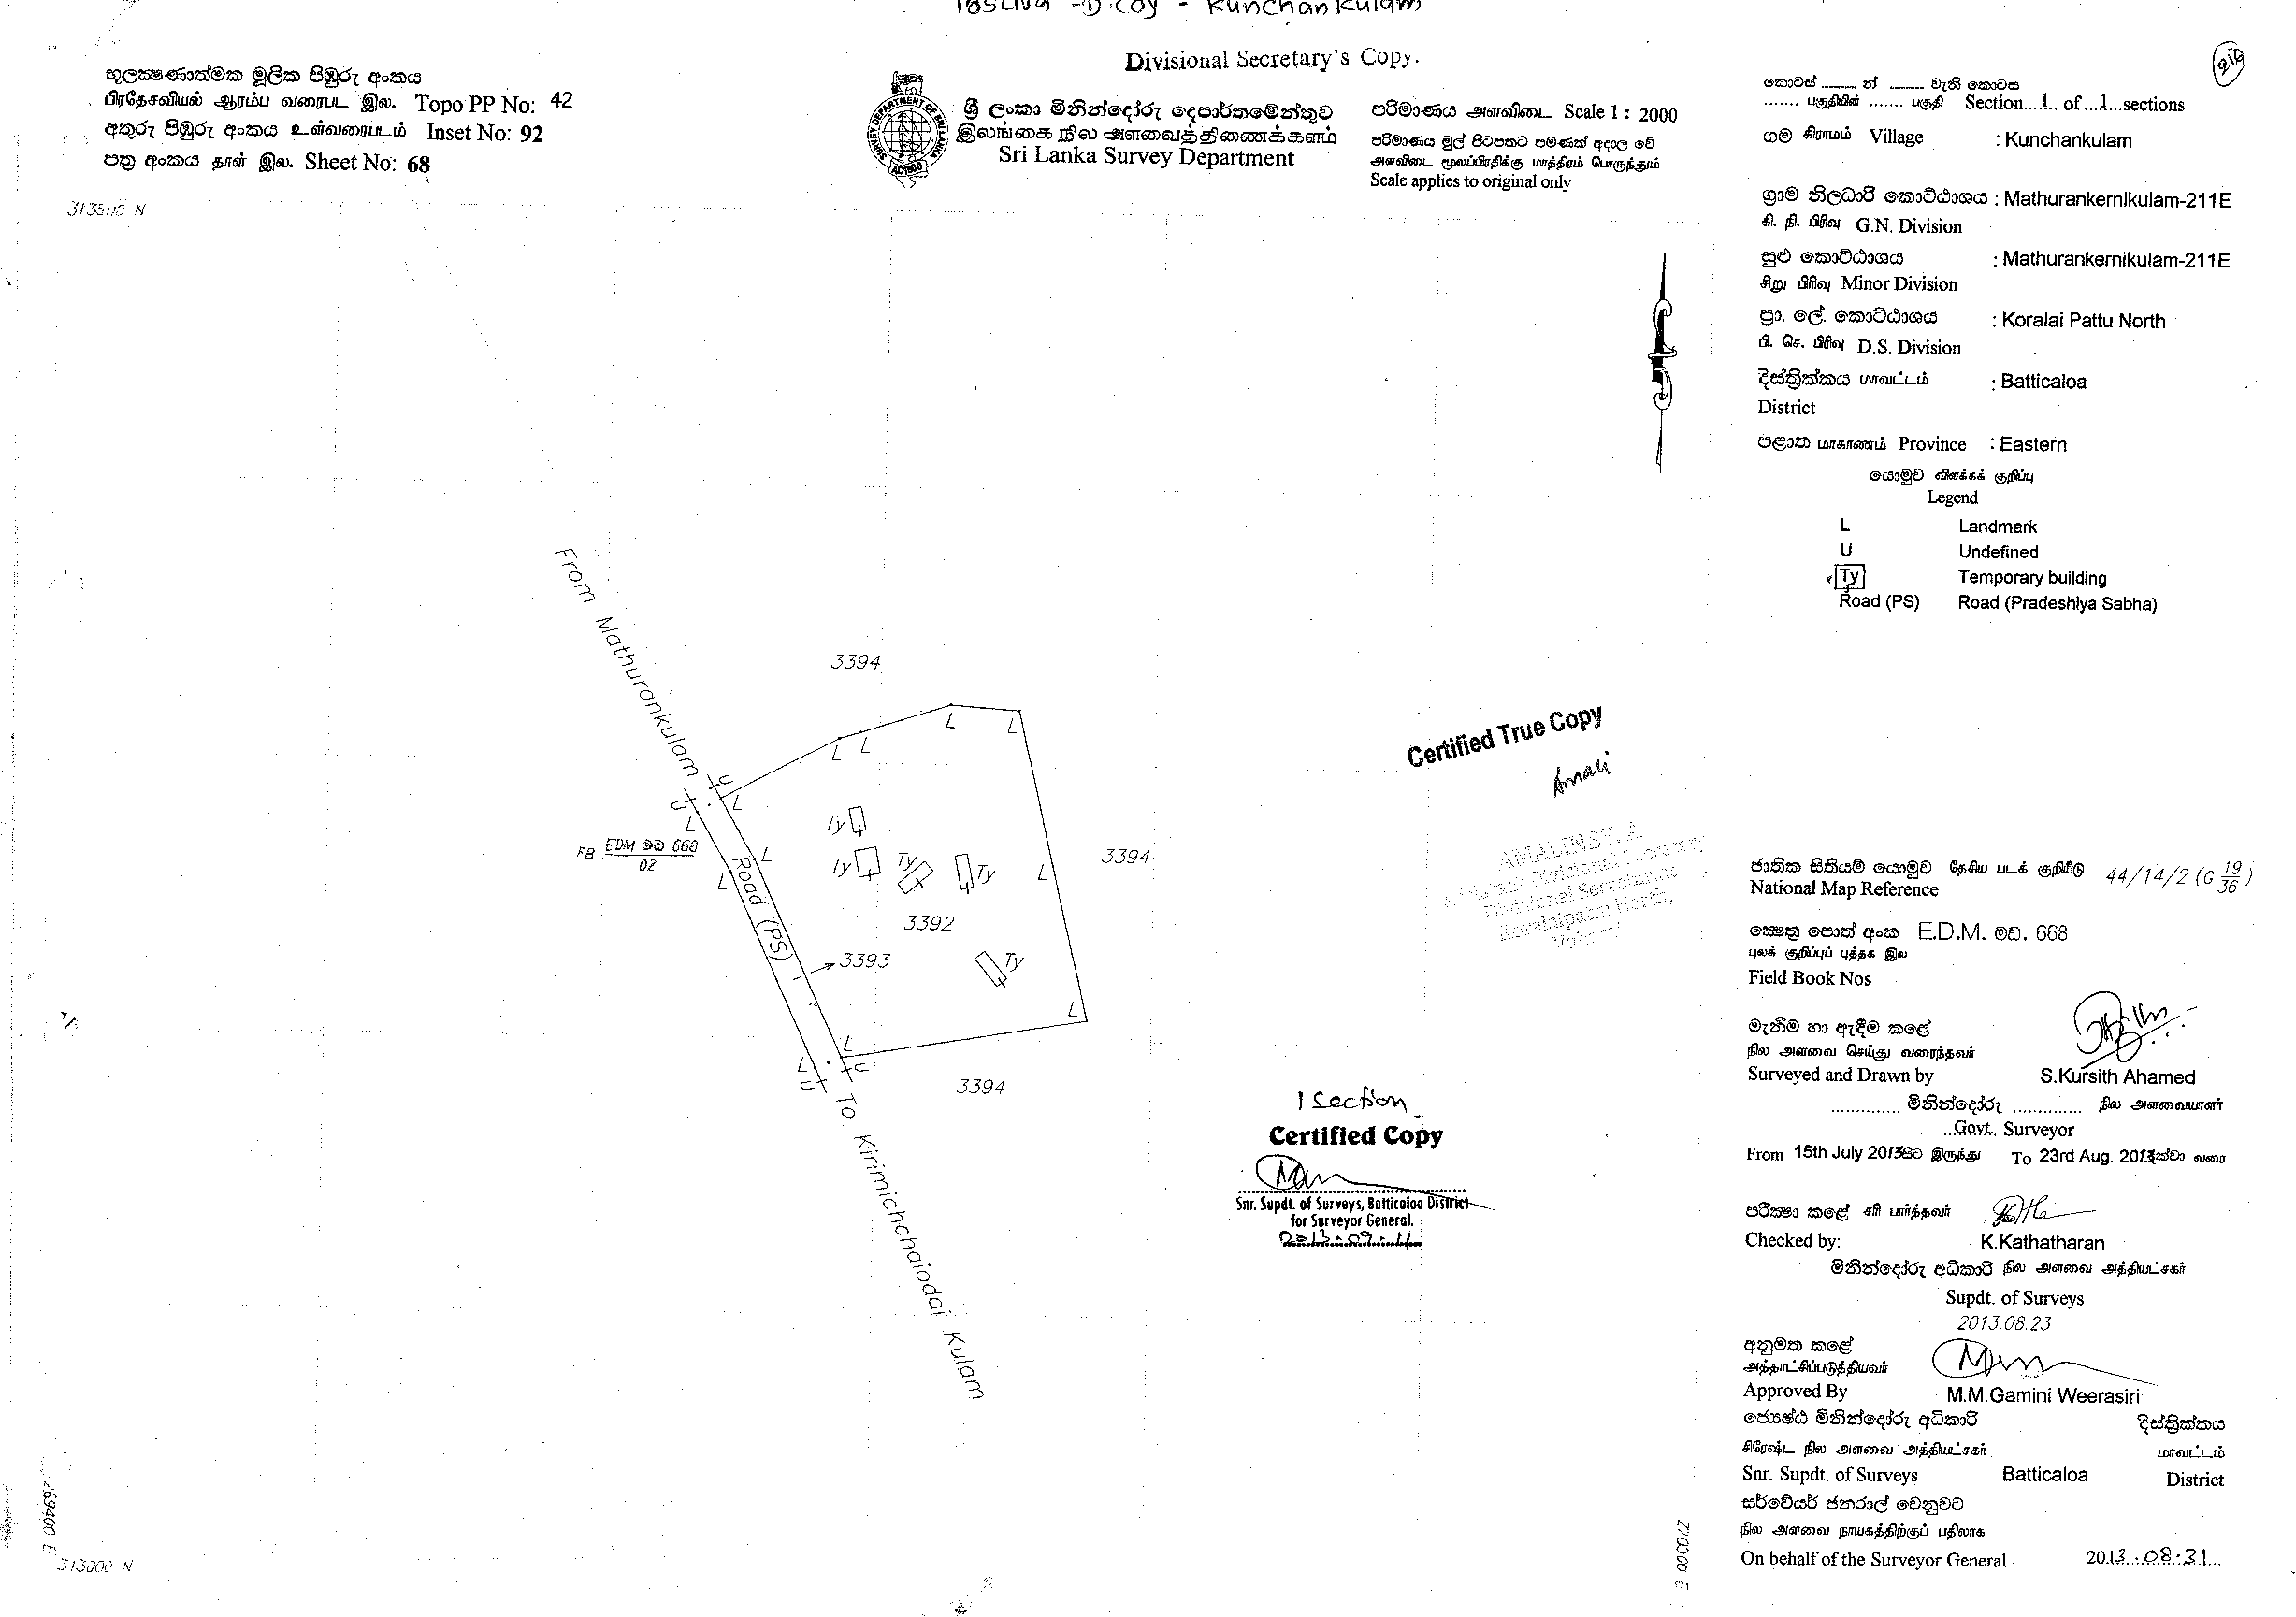 Kunchankulam
Divisional Secretary's Copy.
භූලක්ෂණාත්මක මූලික පිඹුරු අංකය
பிரதேசவியல் ஆரம்ப வரைபட இல. Topo PP No: 42
අතුරු පිඹුරු අංකය உள்வரைபடம் Inset No: 92
පත්‍ර අංකය தாள் இல. Sheet No: 68
ශ්‍රී ලංකා මිනින්දෝරු දෙපාර්තමේන්තුව
இலங்கை நில அளவைத்திணைக்களம்
Sri Lanka Survey Department
පරිමාණය அளவிடை Scale 1 : 2000
පරිමාණය මුල් පිටපතට පමණක් අදාල වේ
அளவிடை மூலப்பிரதிக்கு மாத்திரம் பொருந்தும்
Scale applies to original only
කොටස් ........ න් ........ වැනි කොටස
....... பகுதியின் ....... பகுதி Section...1.. of ...1...sections
ගම கிராமம் Village : Kunchankulam
ග්‍රාම නිලධාරි කොට්ඨාශය : Mathurankernikulam-211E
கி. நி. பிரிவு G.N. Division
සුළු කොට්ඨාශය : Mathurankernikulam-211E
சிறு பிரிவு Minor Division
ප්‍රා. ලේ. කොට්ඨාශය : Koralai Pattu North
பி. செ. பிரிவு D.S. Division
දිස්ත්‍රික්කය மாவட்டம் : Batticaloa
District
පළාත மாகாணம் Province : Eastern
යොමුව விளக்கக் குறிப்பு
Legend
L Landmark
U Undefined
Ty Temporary building
Road (PS) Road (Pradeshiya Sabha)
313500 N
From Mathurankulam
3394
L L L L
U
U
L
L
F8 EDM මඩ 668
02
Road (PS)
L
L
Ty
Ty Ty Ty
L
3394
3392
3393
Ty
L
L
L
U
U
3394
To Kirimichchaiodai Kulam
Certified True Copy
Amali
Koralaipattu North,
1 Section
Certified Copy
Snr. Supdt. of Surveys, Batticaloa District
for Surveyor General.
2013.09.11
ජාතික සිතියම් යොමුව தேசிய படக் குறியீடு 44/14/2 (G 19/36)
National Map Reference
ක්ෂෙත්‍ර පොත් අංක E.D.M. මඩ. 668
புலக் குறிப்புப் புத்தக இல
Field Book Nos
මැනීම හා ඇඳීම කළේ
நில அளவை செய்து வரைந்தவர்
Surveyed and Drawn by S.Kursith Ahamed
............. මිනින්දෝරු ............. நில அளவையாளர்
...Govt. Surveyor
From 15th July 2013 සිට இருந்து To 23rd Aug. 2013 ක්වා வரை
පරීක්ෂා කළේ சரி பார்த்தவர்
Checked by: K.Kathatharan
මිනින්දෝරු අධිකාරි நில அளவை அத்தியட்சகர்
Supdt. of Surveys
2013.08.23
අනුමත කළේ
அத்தாட்சிப்படுத்தியவர்
Approved By M.M.Gamini Weerasiri
ජ්‍යෙෂ්ඨ මිනින්දෝරු අධිකාරි දිස්ත්‍රික්කය
சிரேஷ்ட நில அளவை அத்தியட்சகர் மாவட்டம்
Snr. Supdt. of Surveys Batticaloa District
සර්වේයර් ජනරාල් වෙනුවට
நில அளவை நாயகத்திற்குப் பதிலாக
On behalf of the Surveyor General 2013.08.31
269400 E
313000 N
270000 E